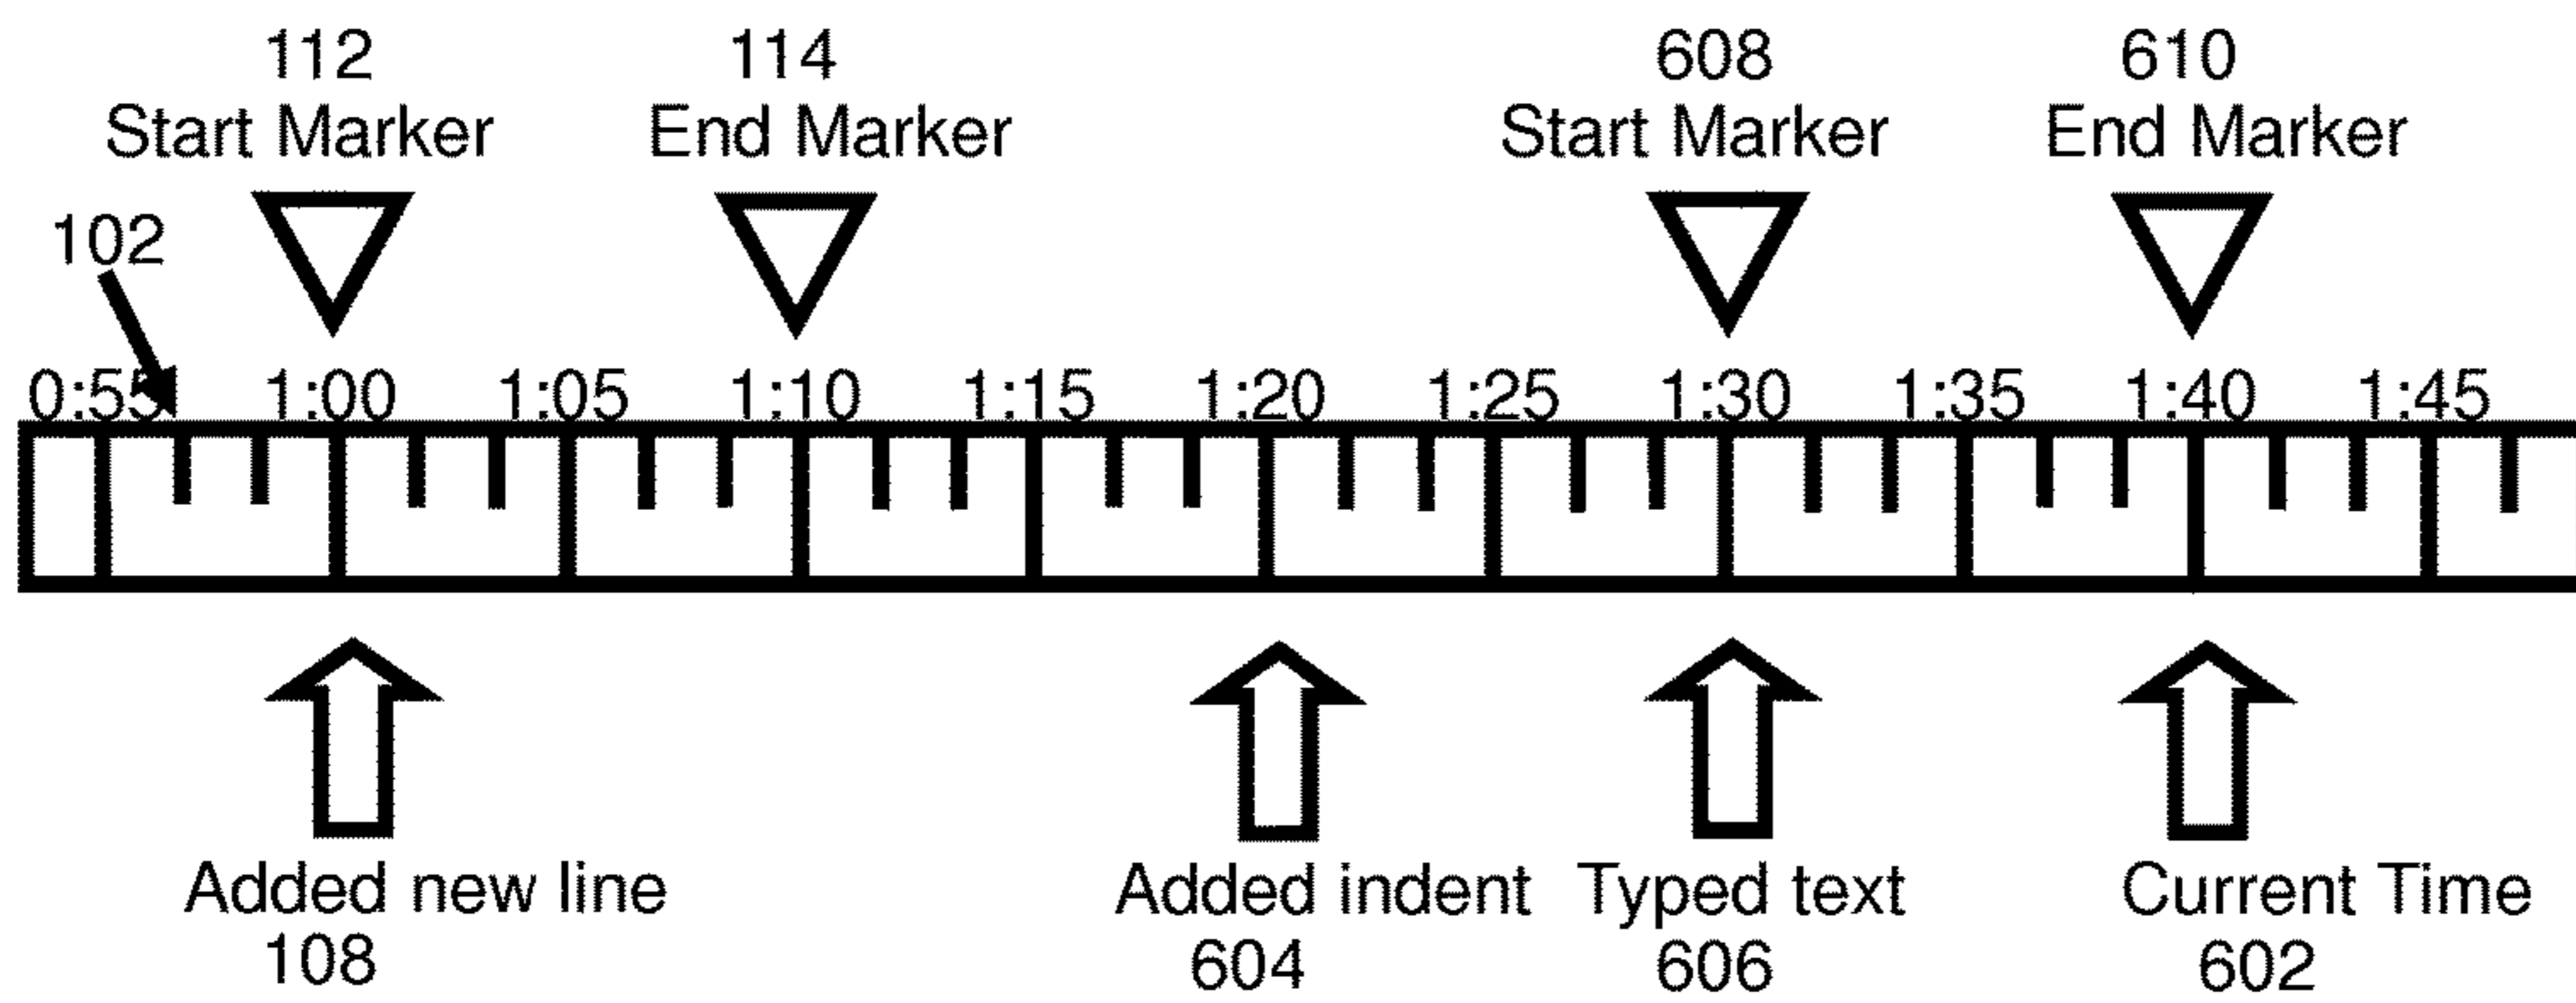 112 114 608 610
Start Marker End Marker Start Marker End Marker
102
0:55 1:00 1:05 1:10 1:15 1:20 1:25 1:30 1:35 1:40 1:45
Added new line Added indent Typed text Current Time
108 604 606 602